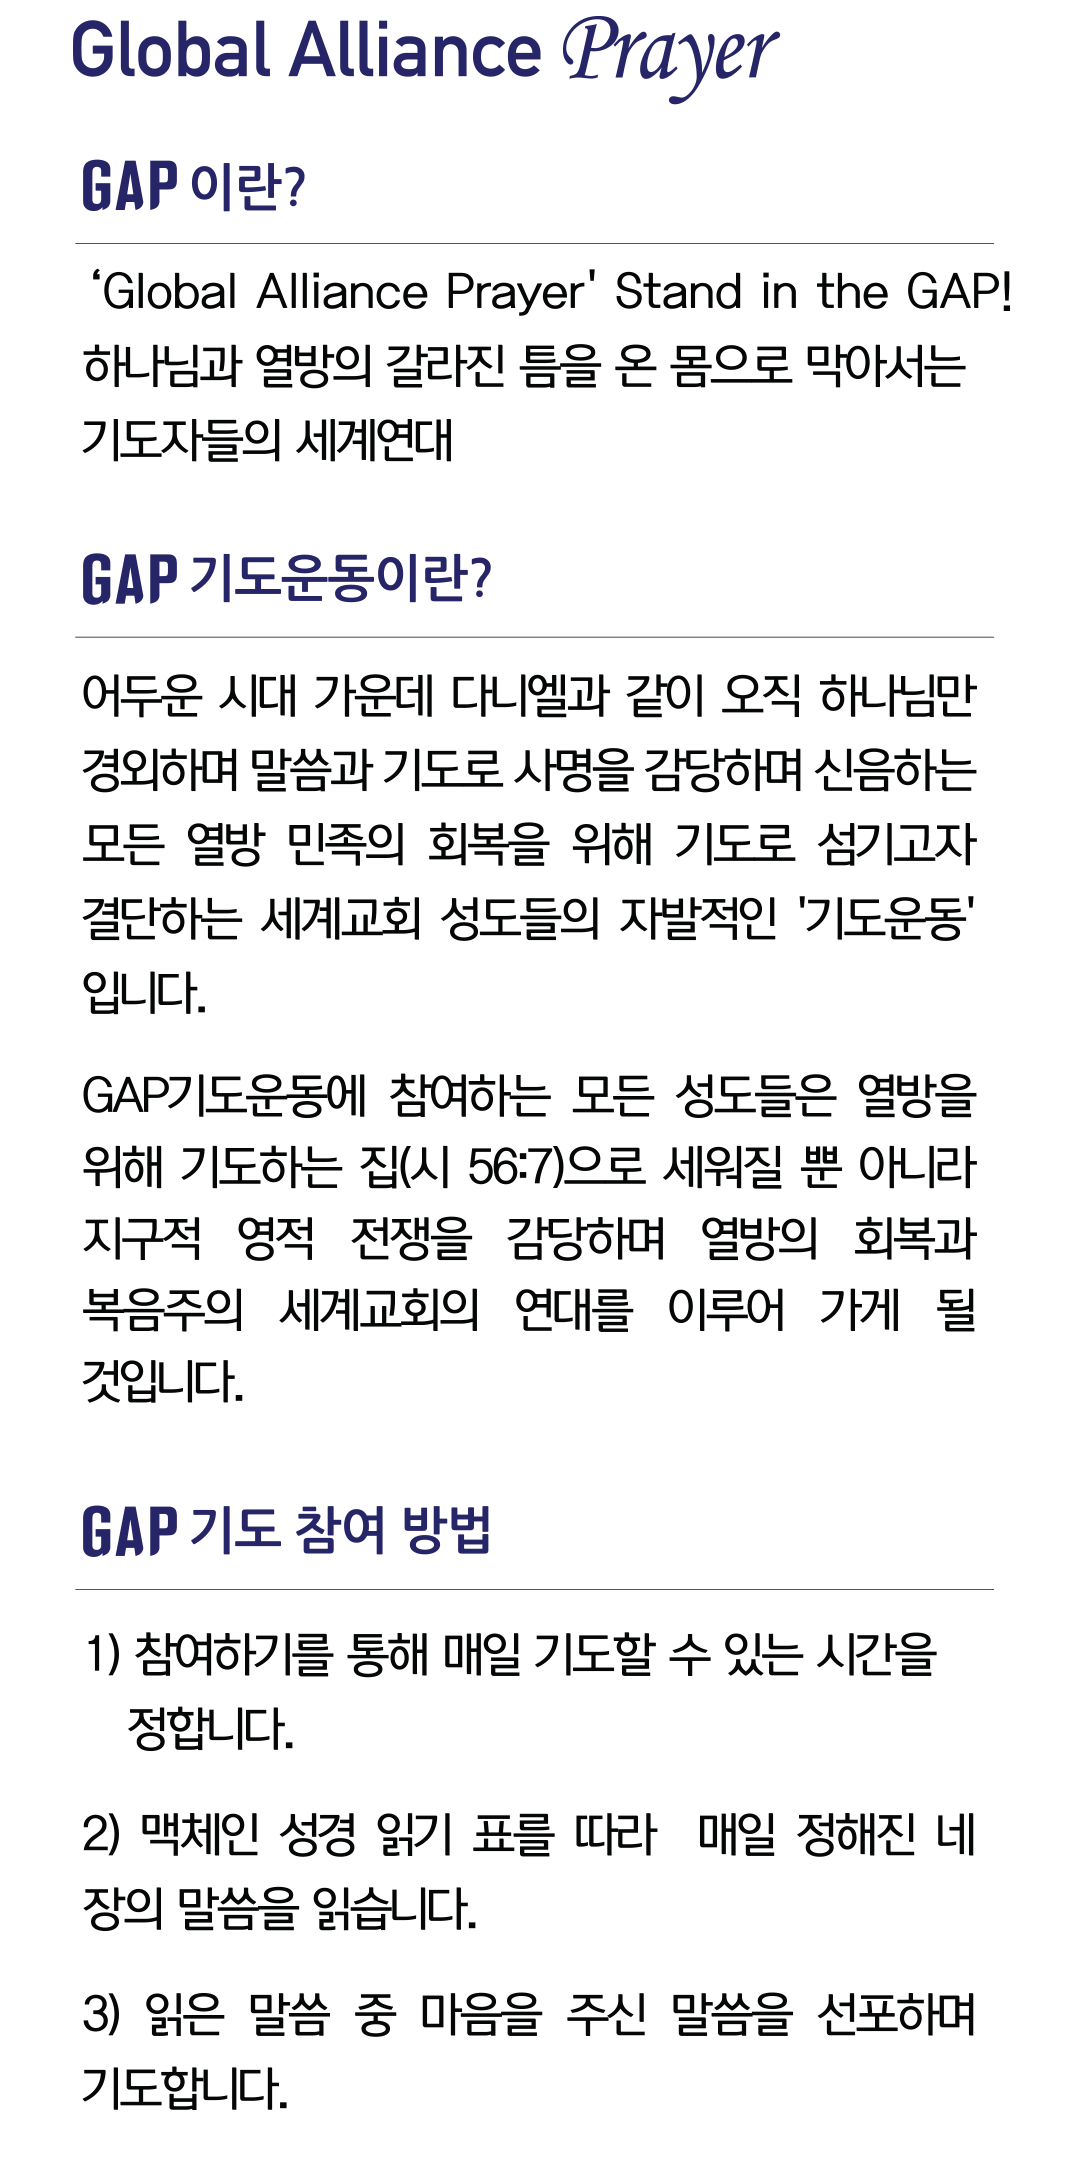 Global Alliance Prayer
GAP 이란?
‘Global Alliance Prayer' Stand in the GAP!
하나님과 열방의 갈라진 틈을 온 몸으로 막아서는
기도자들의 세계연대
GAP 기도운동이란?
어두운 시대 가운데 다니엘과 같이 오직 하나님만
경외하며 말씀과 기도로 사명을 감당하며 신음하는
모든 열방 민족의 회복을 위해 기도로 섬기고자
결단하는 세계교회 성도들의 자발적인 '기도운동'
입니다.
GAP기도운동에 참여하는 모든 성도들은 열방을
위해 기도하는 집(시 56:7)으로 세워질 뿐 아니라
지구적 영적 전쟁을 감당하며 열방의 회복과
복음주의 세계교회의 연대를 이루어 가게 될
것입니다.
GAP 기도 참여 방법
1) 참여하기를 통해 매일 기도할 수 있는 시간을
정합니다.
2) 맥체인 성경 읽기 표를 따라 매일 정해진 네
장의 말씀을 읽습니다.
3) 읽은 말씀 중 마음을 주신 말씀을 선포하며
기도합니다.